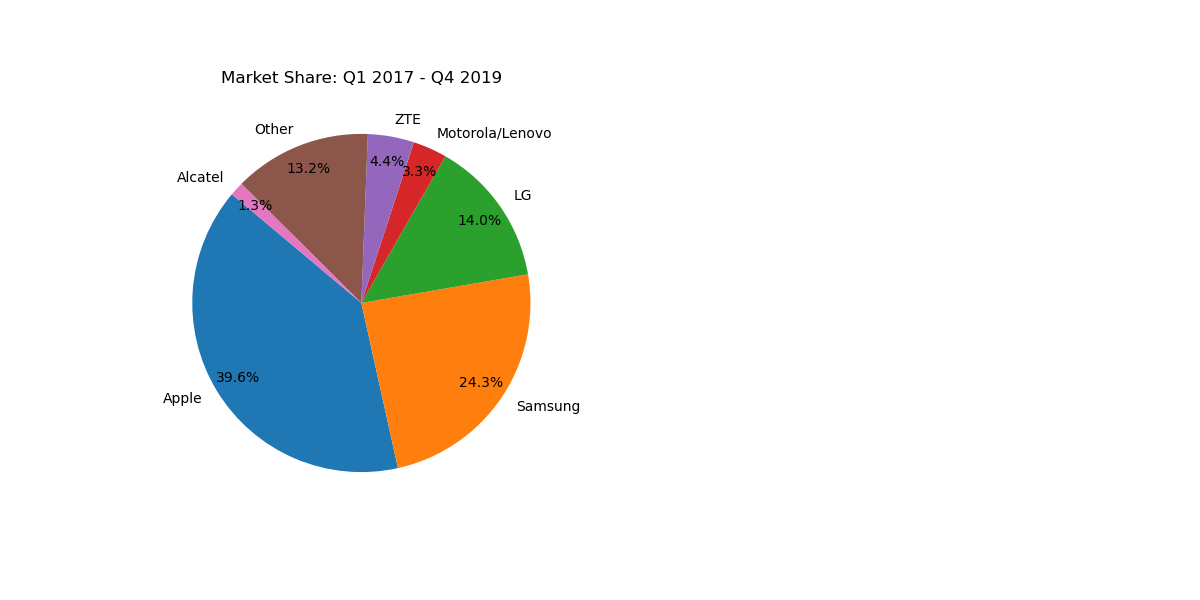 Market Share: Q1 2017 - Q4 2019
ZTE
Other
Motorola/Lenovo
4.4%
13.2%
3.3%
Alcatel
LG
1.3%
14.0%
39.6%
24.3%
Apple
Samsung